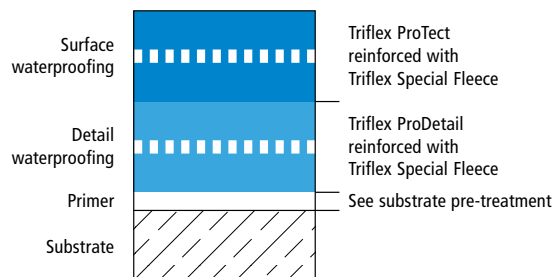 Surface
waterproofing
Triflex ProTect
reinforced with
Triflex Special Fleece
Detail
waterproofing
Triflex ProDetail
reinforced with
Triflex Special Fleece
Primer
See substrate pre-treatment
Substrate